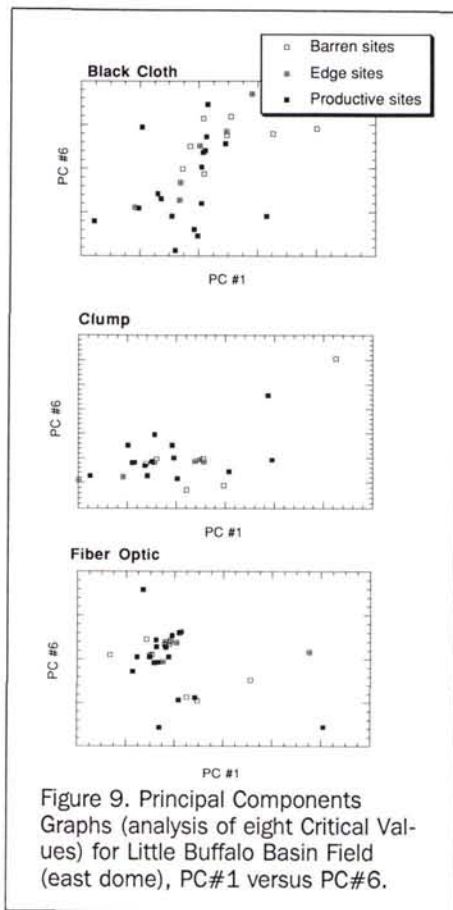 Barren sites
Edge sites
Productive sites
Black Cloth
PC #6
PC #1
Clump
PC #6
PC #1
Fiber Optic
PC #6
PC #1
Figure 9. Principal Components
Graphs (analysis of eight Critical Val-
ues) for Little Buffalo Basin Field
(east dome), PC#1 versus PC#6.